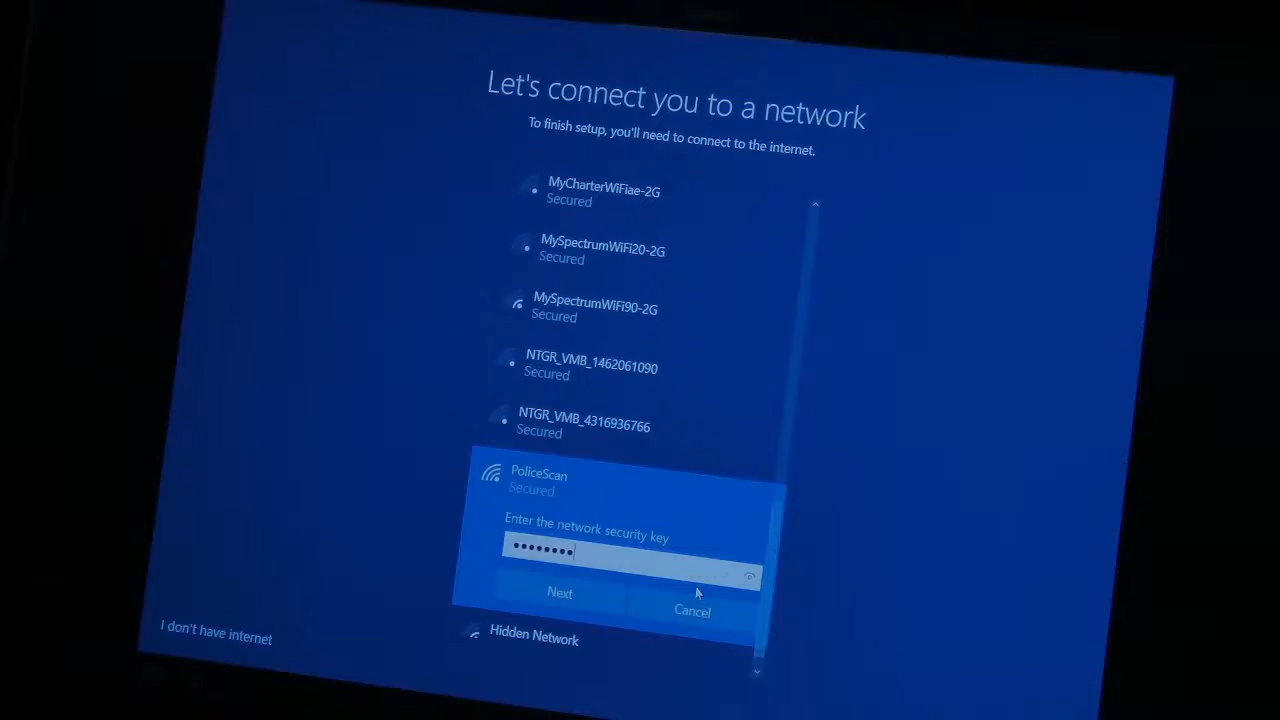 Let's connect you to a network
To finish setup, you'll need to connect to the internet.
MyCharterWiFiae-2G
Secured
MySpectrumWiFi20-2G
Secured
MySpectrumWiFi90-2G
Secured
NTGR_VMB_1462061090
Secured
NTGR_VMB_4316936766
Secured
PoliceScan
Secured
Enter the network security key
••••••••
Next
Cancel
Hidden Network
I don't have internet